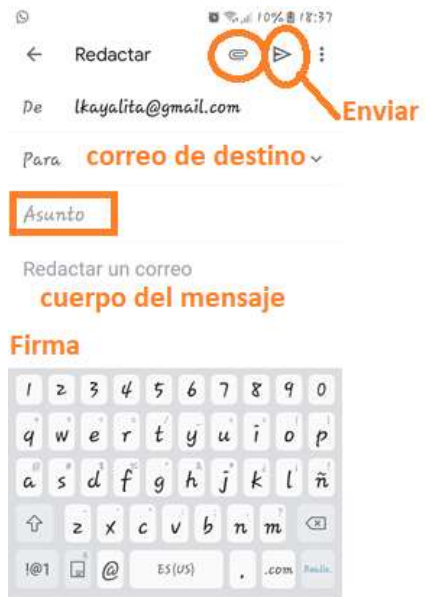 10% 18:37
Redactar
Enviar
De lkayalita@gmail.com
Para correo de destino
Asunto
Redactar un correo
cuerpo del mensaje
Firma
1 2 3 4 5 6 7 8 9 0
q w e r t y u i o p
a s d f g h j k l ñ
z x c v b n m
!@1 @ ES(US) . .com